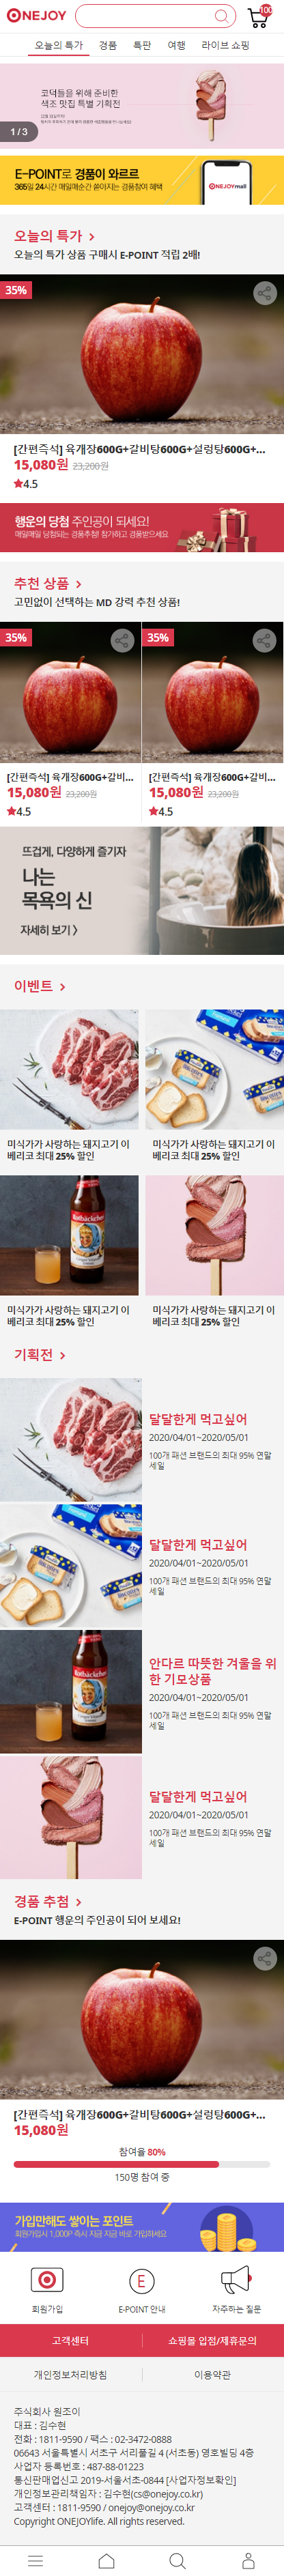 ONEJOY
100
오늘의 특가 경품 특판 여행 라이브 쇼핑
코덕들을 위해 준비한
색조 맛집 특별 기획전
1 / 3
E-POINT로 경품이 와르르
365일 24시간 매일매순간 쏟아지는 경품참여 혜택
ONEJOYmall
오늘의 특가
오늘의 특가 상품 구매시 E-POINT 적립 2배!
35%
[간편즉석] 육개장600G+갈비탕600G+설렁탕600G+...
15,080원 23,200원
4.5
행운의 당첨 주인공이 되세요!
매일매일 당첨되는 경품추첨! 참가하고 경품받으세요
추천 상품
고민없이 선택하는 MD 강력 추천 상품!
35%
35%
[간편즉석] 육개장600G+갈비...
15,080원 23,200원
4.5
[간편즉석] 육개장600G+갈비...
15,080원 23,200원
4.5
뜨겁게, 다양하게 즐기자
나는
목욕의 신
자세히 보기 >
이벤트
미식가가 사랑하는 돼지고기 이
베리코 최대 25% 할인
미식가가 사랑하는 돼지고기 이
베리코 최대 25% 할인
Rotbäckchen
미식가가 사랑하는 돼지고기 이
베리코 최대 25% 할인
미식가가 사랑하는 돼지고기 이
베리코 최대 25% 할인
기획전
달달한게 먹고싶어
2020/04/01~2020/05/01
100개 패션 브랜드의 최대 95% 연말
세일
달달한게 먹고싶어
2020/04/01~2020/05/01
100개 패션 브랜드의 최대 95% 연말
세일
Rotbäckchen
안다르 따뜻한 겨울을 위
한 기모상품
2020/04/01~2020/05/01
100개 패션 브랜드의 최대 95% 연말
세일
달달한게 먹고싶어
2020/04/01~2020/05/01
100개 패션 브랜드의 최대 95% 연말
세일
경품 추첨
E-POINT 행운의 주인공이 되어 보세요!
[간편즉석] 육개장600G+갈비탕600G+설렁탕600G+...
15,080원
참여율 80%
150명 참여 중
가입만해도 쌓이는 포인트
회원가입시 1,000P 즉시 지금 지금 바로 가입하세요
E
회원가입 E-POINT 안내 자주하는 질문
고객센터 쇼핑몰 입점/제휴문의
개인정보처리방침 이용약관
주식회사 원조이
대표 : 김수현
전화 : 1811-9590 / 팩스 : 02-3472-0888
06643 서울특별시 서초구 서리풀길 4 (서초동) 영호빌딩 4층
사업자 등록번호 : 487-88-01223
통신판매업신고 2019-서울서초-0844 [사업자정보확인]
개인정보관리책임자 : 김수현(cs@onejoy.co.kr)
고객센터 : 1811-9590 / onejoy@onejoy.co.kr
Copyright ONEJOYlife. All rights reserved.